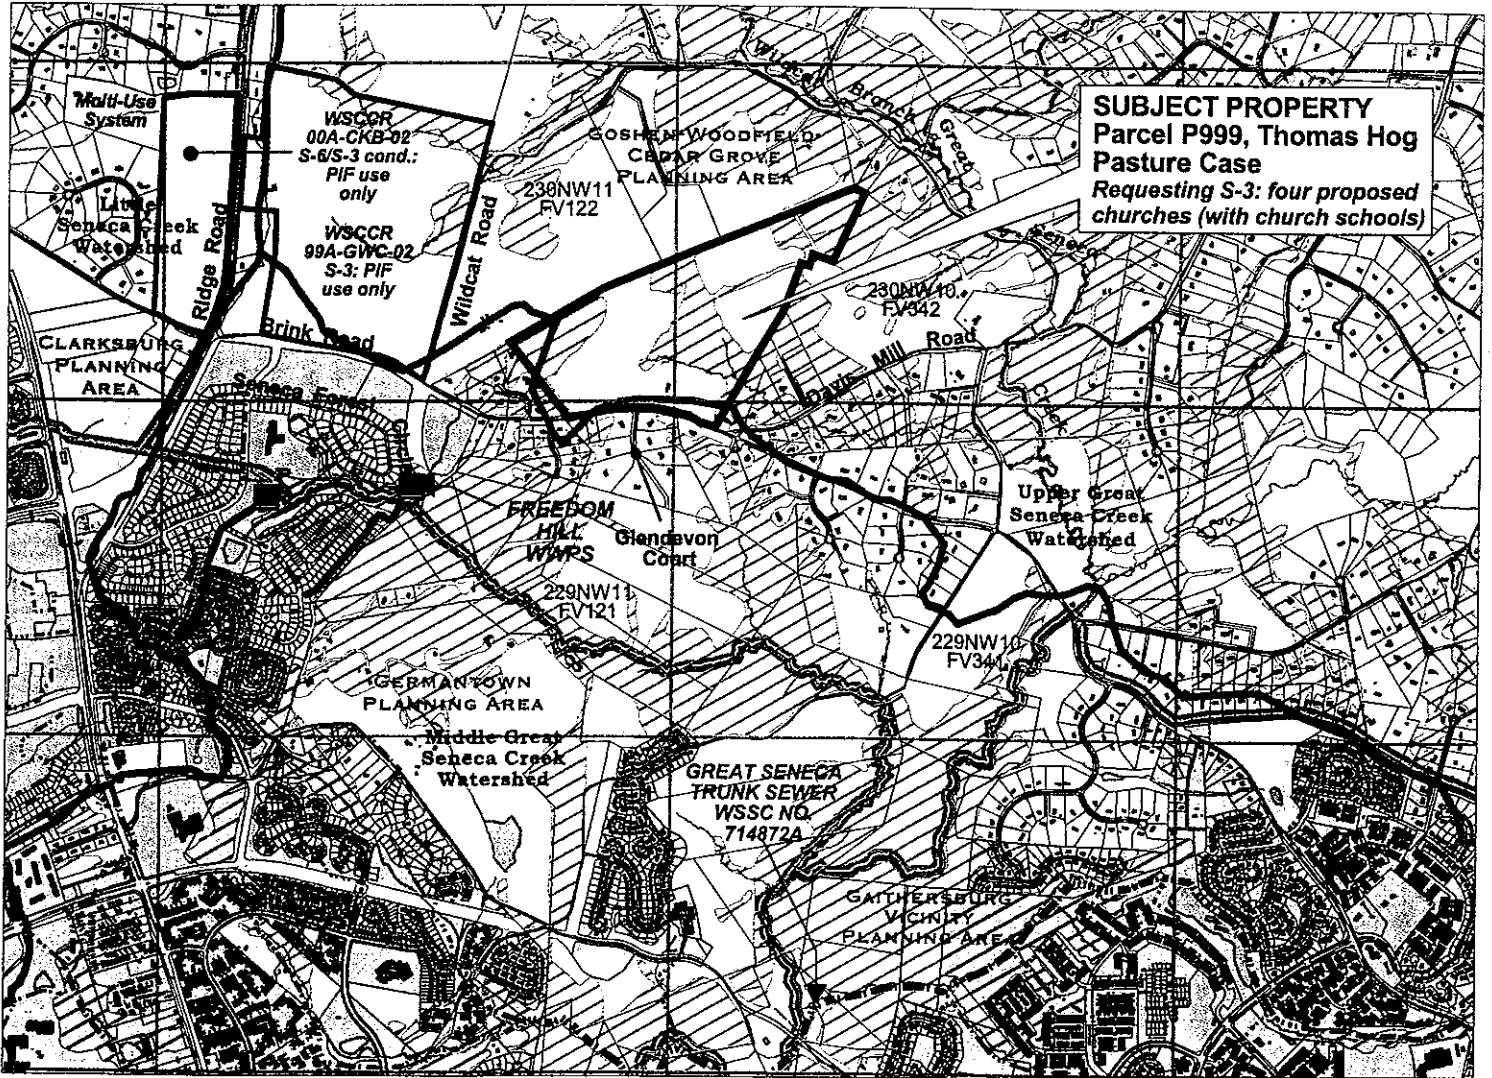 SUBJECT PROPERTY
Parcel P999, Thomas Hog
Pasture Case
Requesting S-3: four proposed
churches (with church schools)
Wildcat
Branch
Great
Seneca
Creek
Multi-Use
System
WSCCR
00A-CKB-02
S-6/S-3 cond.:
PIF use
only
WSCCR
99A-GWC-02
S-3: PIF
use only
Little
Seneca Creek
Watershed
Ridge Road
Wildcat Road
Brink Road
GOSHEN-WOODFIELD-
CEDAR GROVE
PLANNING AREA
230NW11
FV122
230NW10
FV342
Davis Mill Road
CLARKSBURG
PLANNING
AREA
Seneca Forest
FREEDOM
HILL
WWPS
Glendevon
Court
Upper Great
Seneca Creek
Watershed
229NW11
FV121
229NW10
FV341
GERMANTOWN
PLANNING AREA
Middle Great
Seneca Creek
Watershed
GREAT SENECA
TRUNK SEWER
WSSC NO.
714872A
GAITHERSBURG
VICINITY
PLANNING AREA